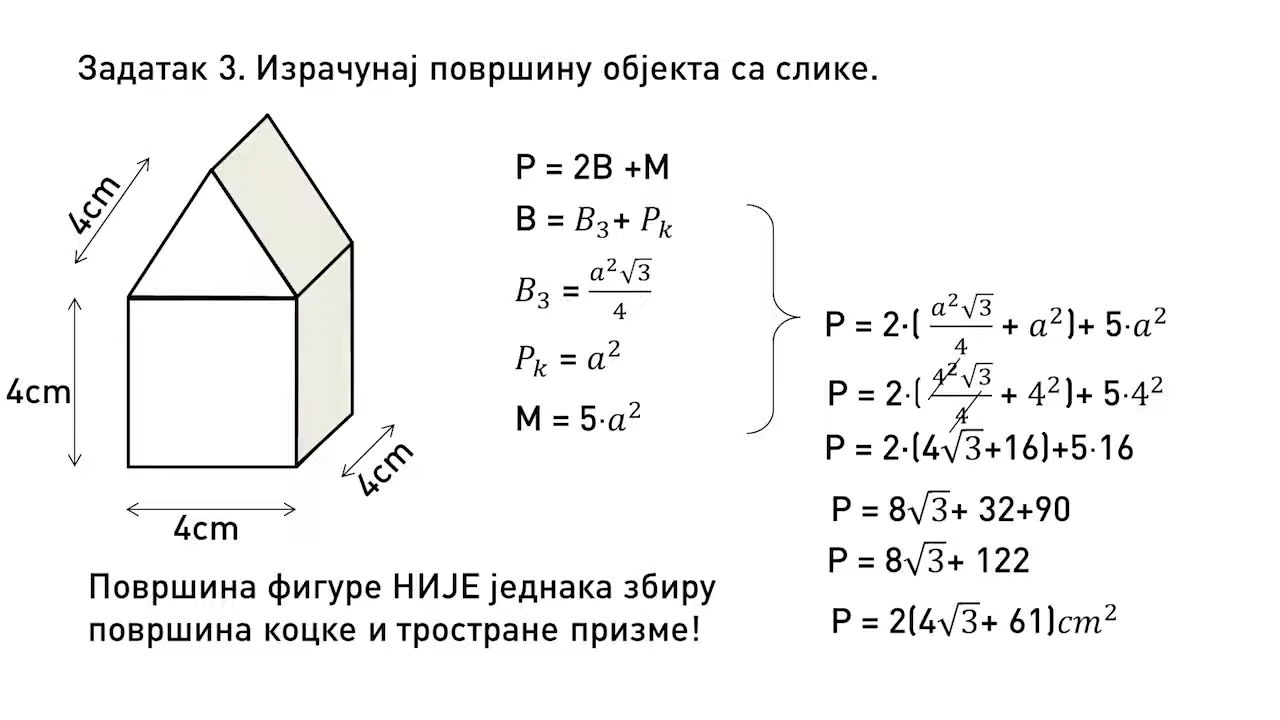 Задатак 3. Израчунај површину објекта са слике.
4cm
4cm
4cm
4cm
P = 2B +M
B = B₃+ Pₖ
B₃ = a²√3/4
Pₖ = a²
M = 5·a²
P = 2·( a²√3/4 + a²)+ 5·a²
P = 2·( 4²√3/4 + 4²)+ 5·4²
P = 2·(4√3+16)+5·16
P = 8√3+ 32+90
P = 8√3+ 122
P = 2(4√3+ 61)cm²
Површина фигуре НИЈЕ једнака збиру
површина коцке и тростране призме!